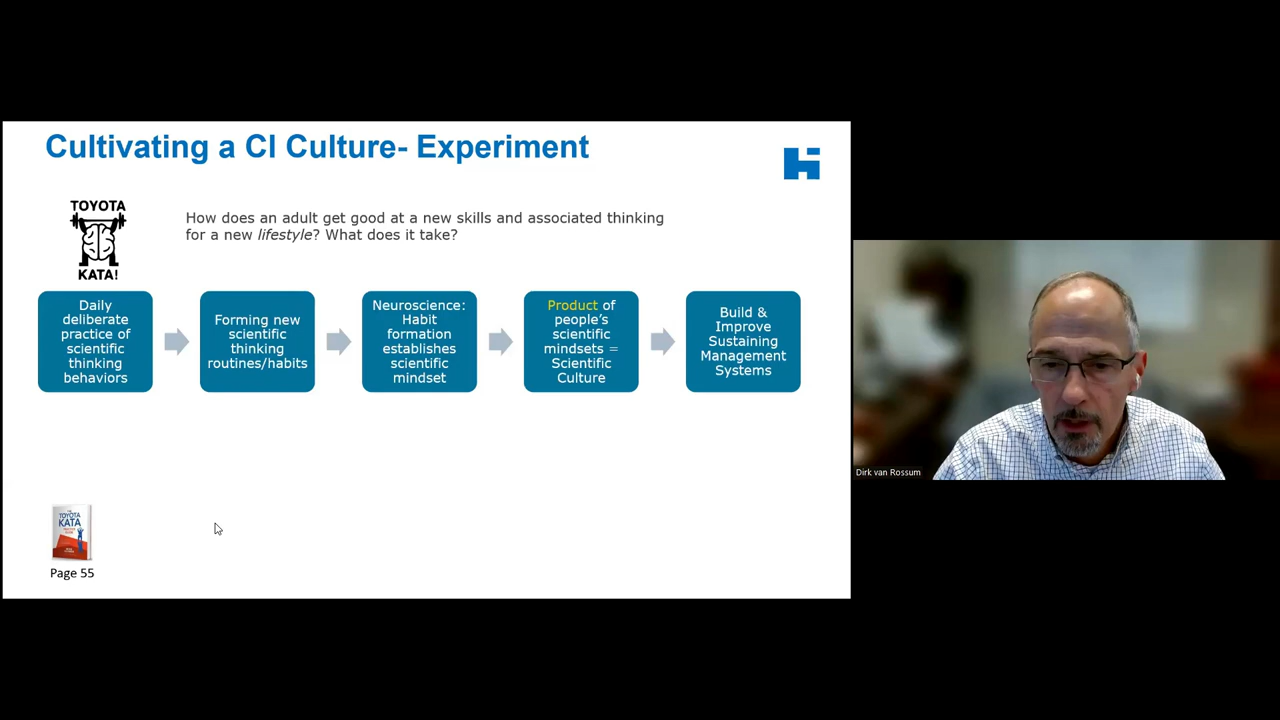 Cultivating a CI Culture- Experiment
TOYOTA
KATA!
How does an adult get good at a new skills and associated thinking
for a new lifestyle? What does it take?
Daily
deliberate
practice of
scientific
thinking
behaviors
Forming new
scientific
thinking
routines/habits
Neuroscience:
Habit
formation
establishes
scientific
mindset
Product of
people's
scientific
mindsets =
Scientific
Culture
Build &
Improve
Sustaining
Management
Systems
TOYOTA
KATA
Page 55
Dirk van Rossum